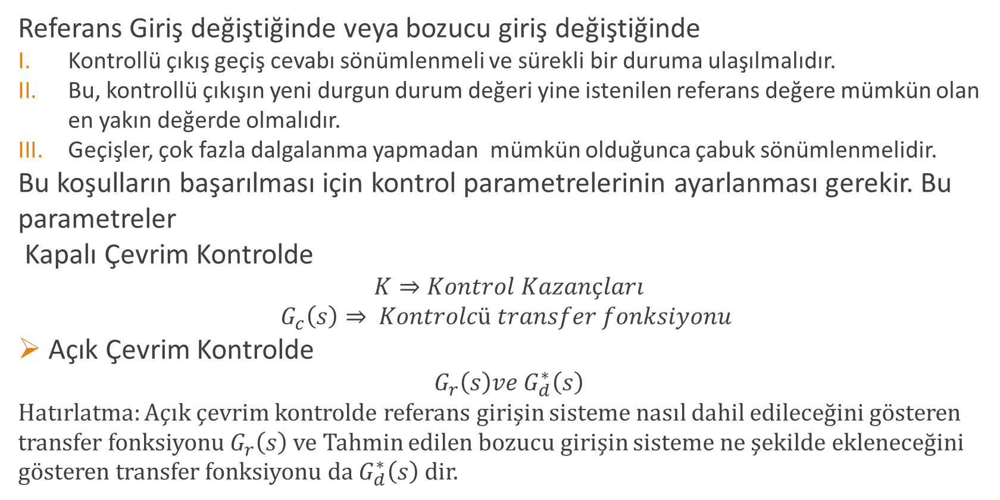 Referans Giriş değiştiğinde veya bozucu giriş değiştiğinde
I. Kontrollü çıkış geçiş cevabı sönümlenmeli ve sürekli bir duruma ulaşılmalıdır.
II. Bu, kontrollü çıkışın yeni durgun durum değeri yine istenilen referans değere mümkün olan
en yakın değerde olmalıdır.
III. Geçişler, çok fazla dalgalanma yapmadan  mümkün olduğunca çabuk sönümlenmelidir.
Bu koşulların başarılması için kontrol parametrelerinin ayarlanması gerekir. Bu
parametreler
Kapalı Çevrim Kontrolde
K ⇒ Kontrol Kazançları
G_c(s) ⇒ Kontrolcü transfer fonksiyonu
➢ Açık Çevrim Kontrolde
G_r(s)ve G_d^*(s)
Hatırlatma: Açık çevrim kontrolde referans girişin sisteme nasıl dahil edileceğini gösteren
transfer fonksiyonu G_r(s) ve Tahmin edilen bozucu girişin sisteme ne şekilde ekleneceğini
gösteren transfer fonksiyonu da G_d^*(s) dir.